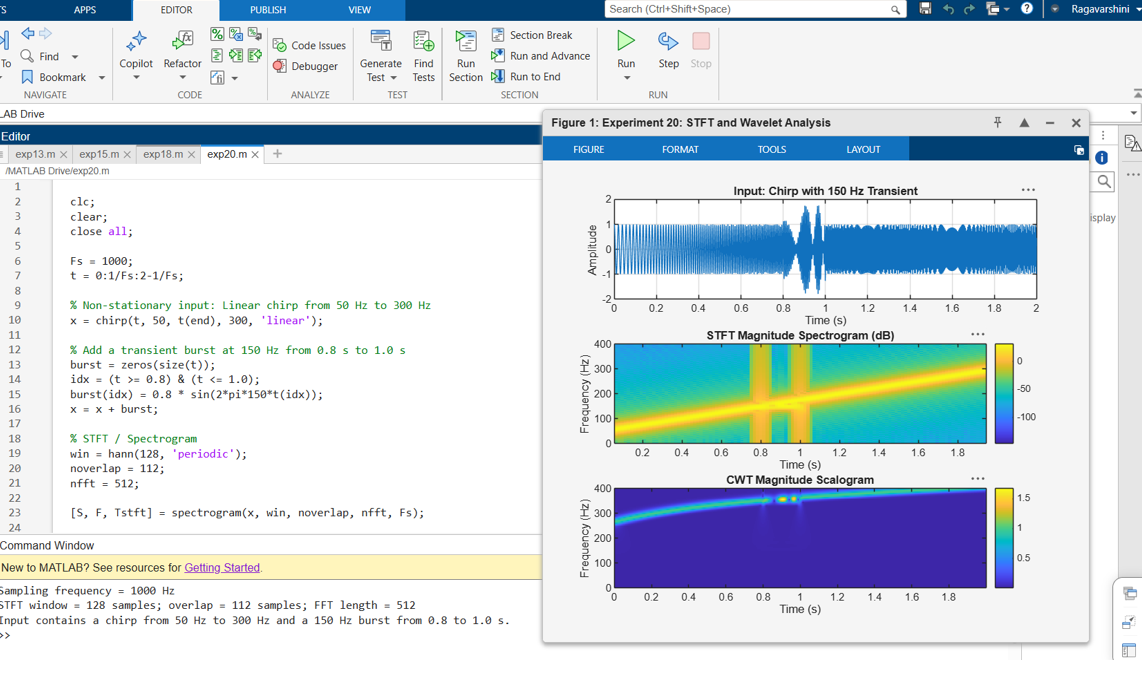 TS APPS EDITOR PUBLISH VIEW Search (Ctrl+Shift+Space) Ragavarshini
To Find Bookmark
NAVIGATE
Copilot Refactor
CODE
Code Issues
Debugger
ANALYZE
Generate Test Find Tests
TEST
Run Section
Section Break
Run and Advance
Run to End
SECTION
Run Step Stop
RUN
LAB Drive
Editor
exp13.m exp15.m exp18.m exp20.m
/MATLAB Drive/exp20.m
1
2 clc;
3 clear;
4 close all;
5
6 Fs = 1000;
7 t = 0:1/Fs:2-1/Fs;
8
9 % Non-stationary input: Linear chirp from 50 Hz to 300 Hz
10 x = chirp(t, 50, t(end), 300, 'linear');
11
12 % Add a transient burst at 150 Hz from 0.8 s to 1.0 s
13 burst = zeros(size(t));
14 idx = (t >= 0.8) & (t <= 1.0);
15 burst(idx) = 0.8 * sin(2*pi*150*t(idx));
16 x = x + burst;
17
18 % STFT / Spectrogram
19 win = hann(128, 'periodic');
20 noverlap = 112;
21 nfft = 512;
22
23 [S, F, Tstft] = spectrogram(x, win, noverlap, nfft, Fs);
24
Command Window
New to MATLAB? See resources for Getting Started.
Sampling frequency = 1000 Hz
STFT window = 128 samples; overlap = 112 samples; FFT length = 512
Input contains a chirp from 50 Hz to 300 Hz and a 150 Hz burst from 0.8 to 1.0 s.
>>
Figure 1: Experiment 20: STFT and Wavelet Analysis
FIGURE FORMAT TOOLS LAYOUT
Input: Chirp with 150 Hz Transient
Amplitude
2
1
0
-1
-2
0 0.2 0.4 0.6 0.8 1 1.2 1.4 1.6 1.8 2
Time (s)
STFT Magnitude Spectrogram (dB)
Frequency (Hz)
400
300
200
100
0
0
-50
-100
0.2 0.4 0.6 0.8 1 1.2 1.4 1.6 1.8
Time (s)
CWT Magnitude Scalogram
Frequency (Hz)
400
300
200
100
0
1.5
1
0.5
0 0.2 0.4 0.6 0.8 1 1.2 1.4 1.6 1.8
Time (s)
isplay